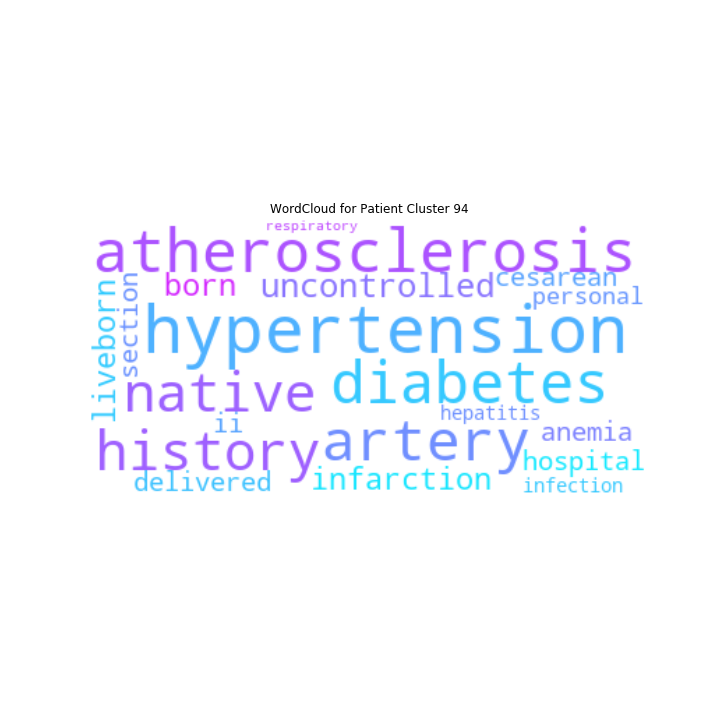 WordCloud for Patient Cluster 94
respiratory
atherosclerosis
born uncontrolled cesarean
personal
liveborn
section
hypertension
native diabetes
hepatitis
ii
history artery anemia
hospital
delivered infarction infection